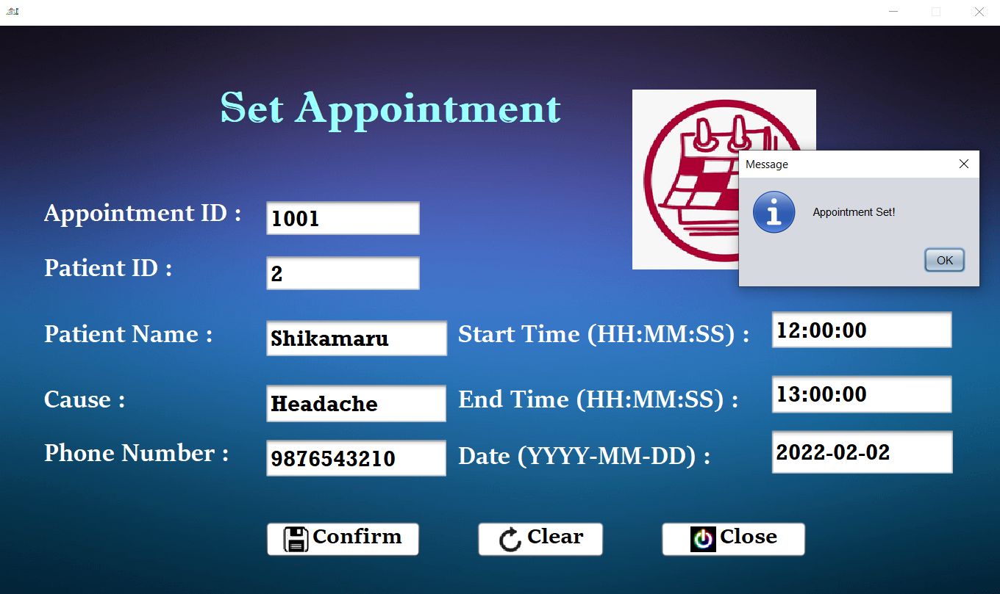 Set Appointment
Message
Appointment Set!
OK
Appointment ID : 1001
Patient ID : 2
Patient Name : Shikamaru Start Time (HH:MM:SS) : 12:00:00
Cause : Headache End Time (HH:MM:SS) : 13:00:00
Phone Number : 9876543210 Date (YYYY-MM-DD) : 2022-02-02
Confirm Clear Close